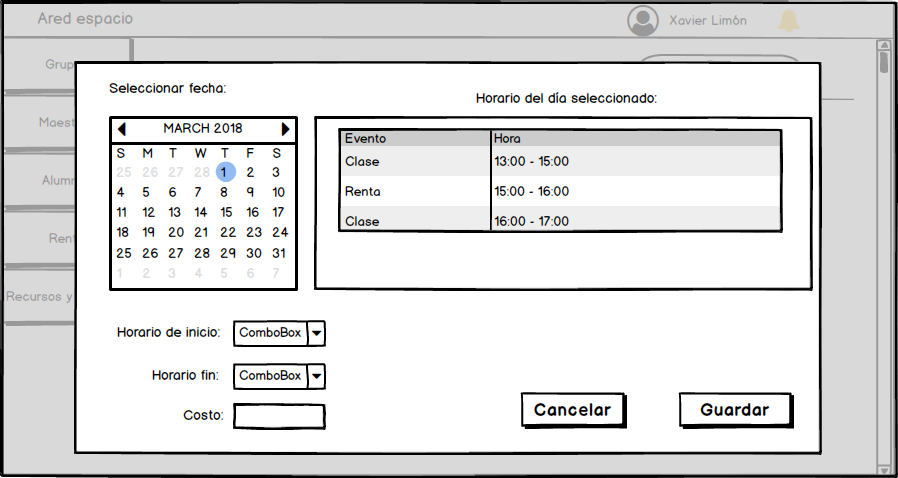 Ared espacio
Xavier Limón
Grup
Maest
Alumn
Rent
Recursos y
Seleccionar fecha:
MARCH 2018
S M T W T F S
25 26 27 28 1 2 3
4 5 6 7 8 9 10
11 12 13 14 15 16 17
18 19 20 21 22 23 24
25 26 27 28 29 30 31
1 2 3 4 5 6 7
Horario del día seleccionado:
Evento Hora
Clase 13:00 - 15:00
Renta 15:00 - 16:00
Clase 16:00 - 17:00
Horario de inicio: ComboBox
Horario fin: ComboBox
Costo:
Cancelar
Guardar